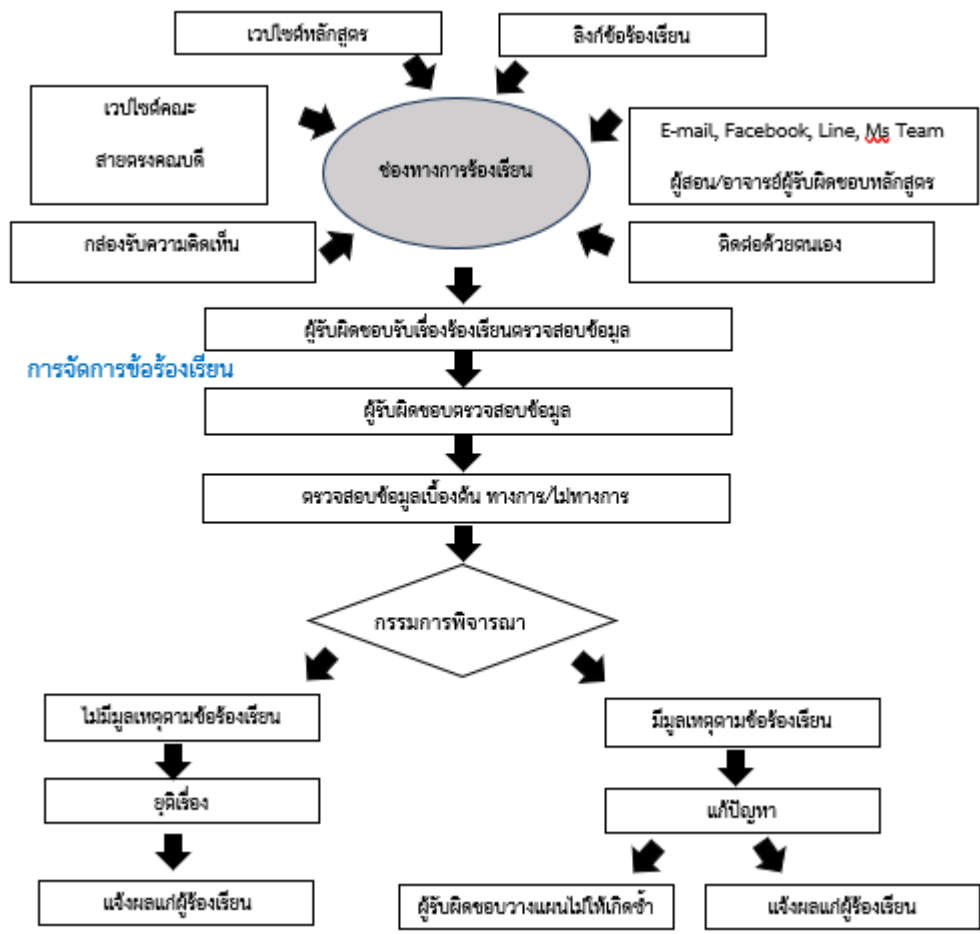 เวปไซต์หลักสูตร
ลิงก์ข้อร้องเรียน
เวปไซต์คณะ
สายตรงคณบดี
ช่องทางการร้องเรียน
E-mail, Facebook, Line, Ms Team
ผู้สอน/อาจารย์ผู้รับผิดชอบหลักสูตร
กล่องรับความคิดเห็น
ติดต่อด้วยตนเอง
ผู้รับผิดชอบรับเรื่องร้องเรียนตรวจสอบข้อมูล
การจัดการข้อร้องเรียน
ผู้รับผิดชอบตรวจสอบข้อมูล
ตรวจสอบข้อมูลเบื้องต้น ทางการ/ไม่ทางการ
กรรมการพิจารณา
ไม่มีมูลเหตุตามข้อร้องเรียน
มีมูลเหตุตามข้อร้องเรียน
ยุติเรื่อง
แก้ปัญหา
แจ้งผลแก่ผู้ร้องเรียน
ผู้รับผิดชอบวางแผนไม่ให้เกิดซ้ำ
แจ้งผลแก่ผู้ร้องเรียน